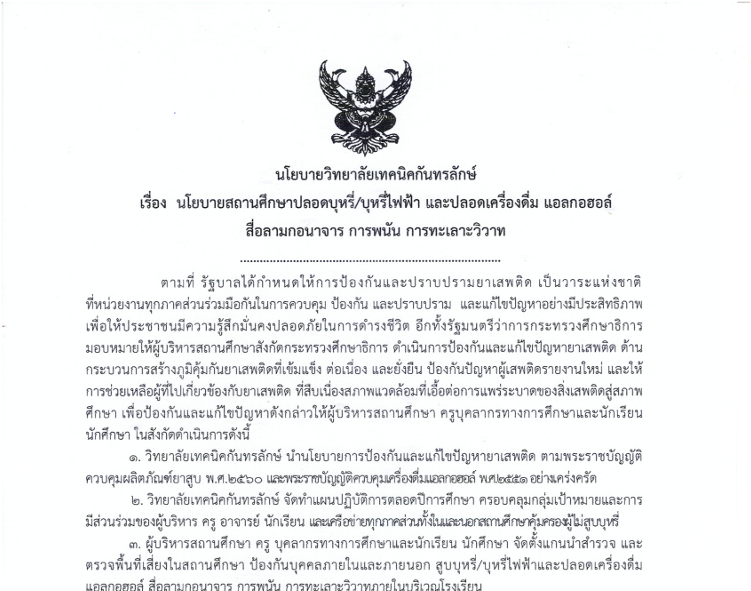 นโยบายวิทยาลัยเทคนิคกันทรลักษ์
เรื่อง นโยบายสถานศึกษาปลอดบุหรี่/บุหรี่ไฟฟ้า และปลอดเครื่องดื่ม แอลกอฮอล์
สื่อลามกอนาจาร การพนัน การทะเลาะวิวาท
................................................................................
ตามที่ รัฐบาลได้กำหนดให้การป้องกันและปราบปรามยาเสพติด เป็นวาระแห่งชาติ
ที่หน่วยงานทุกภาคส่วนร่วมมือกันในการควบคุม ป้องกัน และปราบปราม และแก้ไขปัญหาอย่างมีประสิทธิภาพ
เพื่อให้ประชาชนมีความรู้สึกมั่นคงปลอดภัยในการดำรงชีวิต อีกทั้งรัฐมนตรีว่าการกระทรวงศึกษาธิการ
มอบหมายให้ผู้บริหารสถานศึกษาสังกัดกระทรวงศึกษาธิการ ดำเนินการป้องกันและแก้ไขปัญหายาเสพติด ด้าน
กระบวนการสร้างภูมิคุ้มกันยาเสพติดที่เข้มแข็ง ต่อเนื่อง และยั่งยืน ป้องกันปัญหาผู้เสพติดรายงานใหม่ และให้
การช่วยเหลือผู้ที่ไปเกี่ยวข้องกับยาเสพติด ที่สืบเนื่องสภาพแวดล้อมที่เอื้อต่อการแพร่ระบาดของสิ่งเสพติดสู่สภาพ
ศึกษา เพื่อป้องกันและแก้ไขปัญหาดังกล่าวให้ผู้บริหารสถานศึกษา ครูบุคลากรทางการศึกษาและนักเรียน
นักศึกษา ในสังกัดดำเนินการดังนี้
๑. วิทยาลัยเทคนิคกันทรลักษ์ นำนโยบายการป้องกันและแก้ไขปัญหายาเสพติด ตามพระราชบัญญัติ
ควบคุมผลิตภัณฑ์ยาสูบ พ.ศ.๒๕๖๐ และพระราชบัญญัติควบคุมเครื่องดื่มแอลกอฮอล์ พ.ศ.๒๕๕๑ อย่างเคร่งครัด
๒. วิทยาลัยเทคนิคกันทรลักษ์ จัดทำแผนปฏิบัติการตลอดปีการศึกษา ครอบคลุมกลุ่มเป้าหมายและการ
มีส่วนร่วมของผู้บริหาร ครู อาจารย์ นักเรียน และเครือข่ายทุกภาคส่วนทั้งในและนอกสถานศึกษาคุ้มครองผู้ไม่สูบบุหรี่
๓. ผู้บริหารสถานศึกษา ครู บุคลากรทางการศึกษาและนักเรียน นักศึกษา จัดตั้งแกนนำสำรวจ และ
ตรวจพื้นที่เสี่ยงในสถานศึกษา ป้องกันบุคคลภายในและภายนอก สูบบุหรี่/บุหรี่ไฟฟ้าและปลอดเครื่องดื่ม
แอลกอฮอล์ สื่อลามกอนาจาร การพนัน การทะเลาะวิวาทภายในบริเวณโรงเรียน